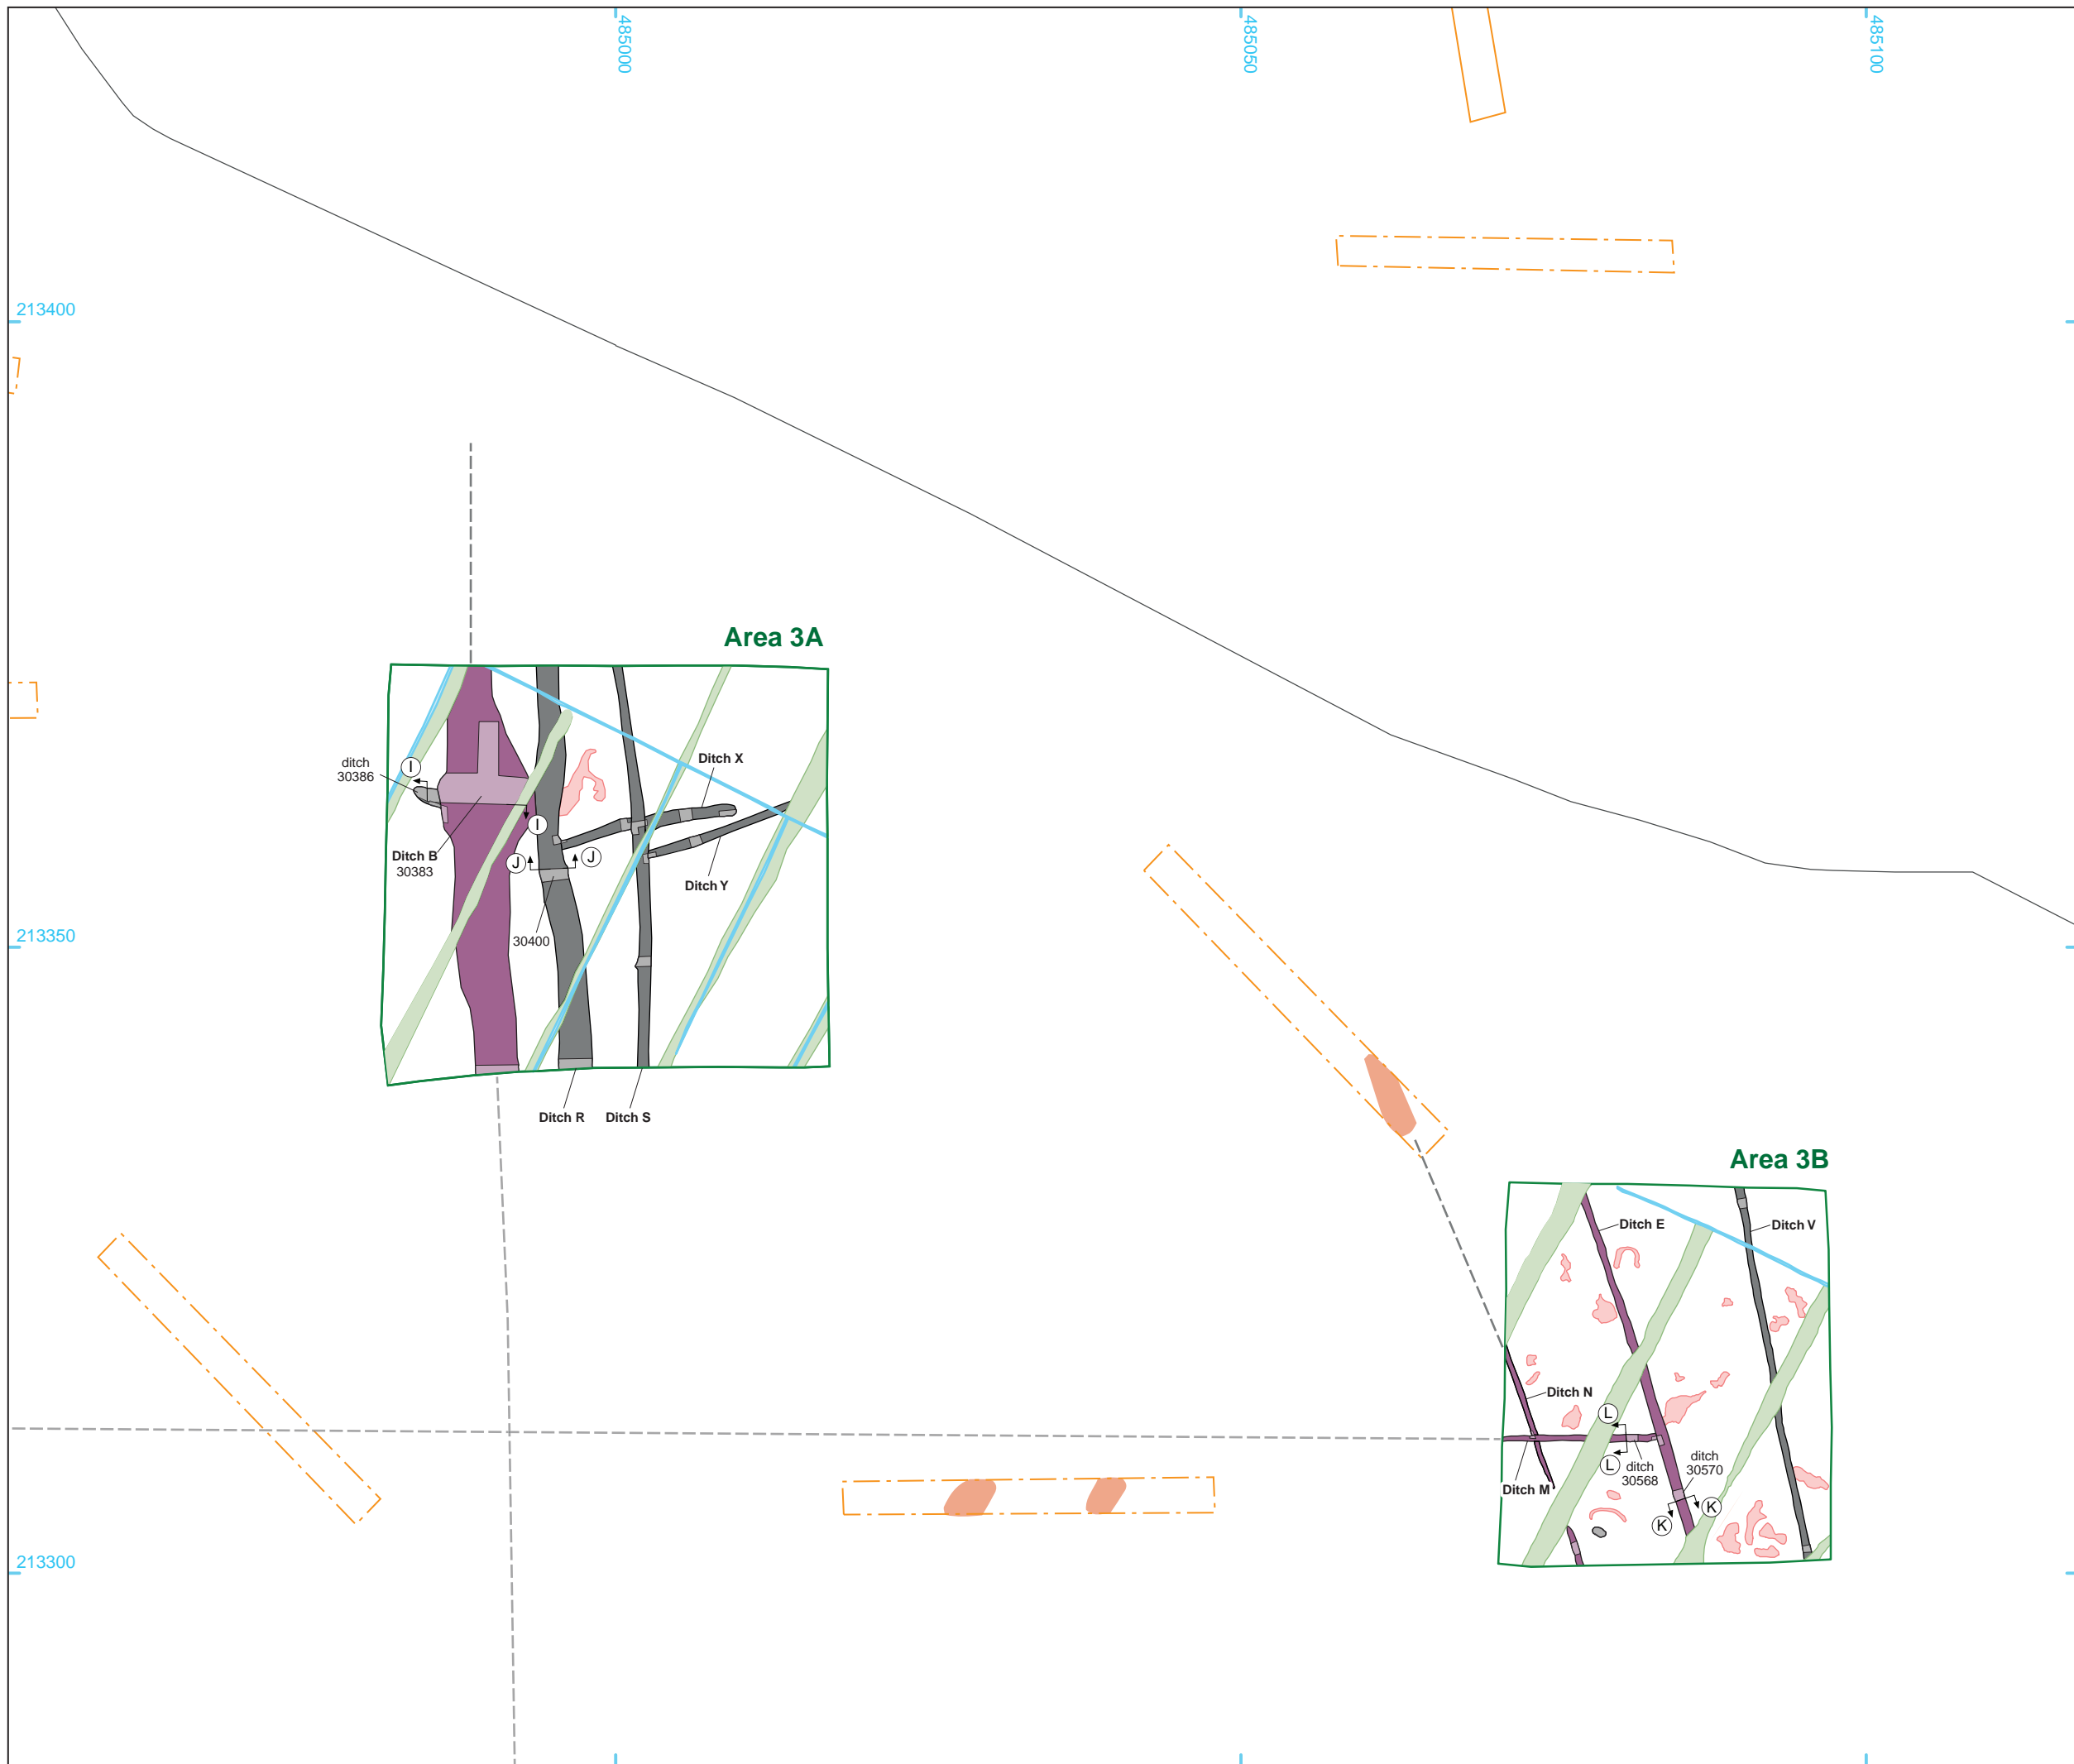 485000
485050
485100
213400
Area 3A
ditch
30386
I
Ditch X
I
Ditch B
30383
J
J
Ditch Y
30400
213350
Ditch R
Ditch S
Area 3B
Ditch E
Ditch V
Ditch N
L
L
ditch
30568
ditch
30570
Ditch M
K
K
213300